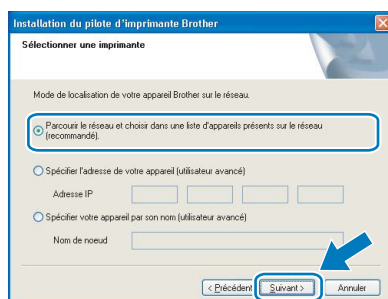 Installation du pilote d'imprimante Brother
Sélectionner une imprimante
Mode de localisation de votre appareil Brother sur le réseau.
Parcourir le réseau et choisir dans une liste d'appareils présents sur le réseau
(recommandé).
Spécifier l'adresse de votre appareil (utilisateur avancé)
Adresse IP
Spécifier votre appareil par son nom (utilisateur avancé)
Nom de noeud
< Précédent
Suivant >
Annuler